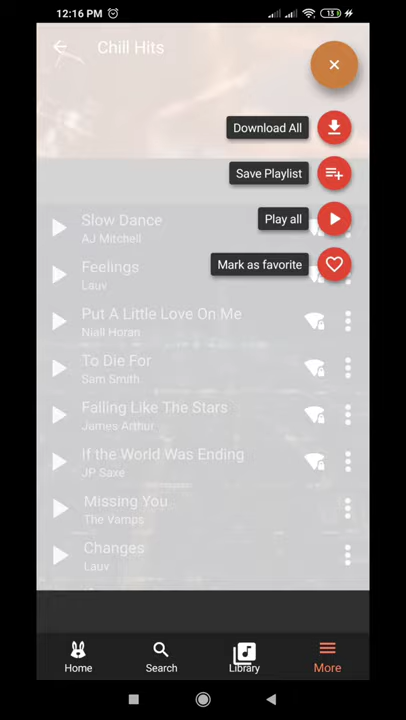 12:16 PM
13
Chill Hits
Download All
Save Playlist
Play all
Mark as favorite
Slow Dance
AJ Mitchell
Feelings
Lauv
Put A Little Love On Me
Niall Horan
To Die For
Sam Smith
Falling Like The Stars
James Arthur
If the World Was Ending
JP Saxe
Missing You
The Vamps
Changes
Lauv
Home
Search
Library
More